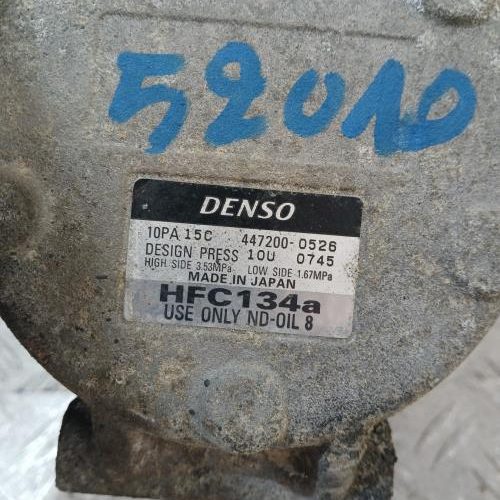 52010
DENSO
10PA 15C 447200-0526
DESIGN PRESS 10U 0745
HIGH SIDE 3.53MPa LOW SIDE 1.67MPa
MADE IN JAPAN
HFC134a
USE ONLY ND-OIL 8